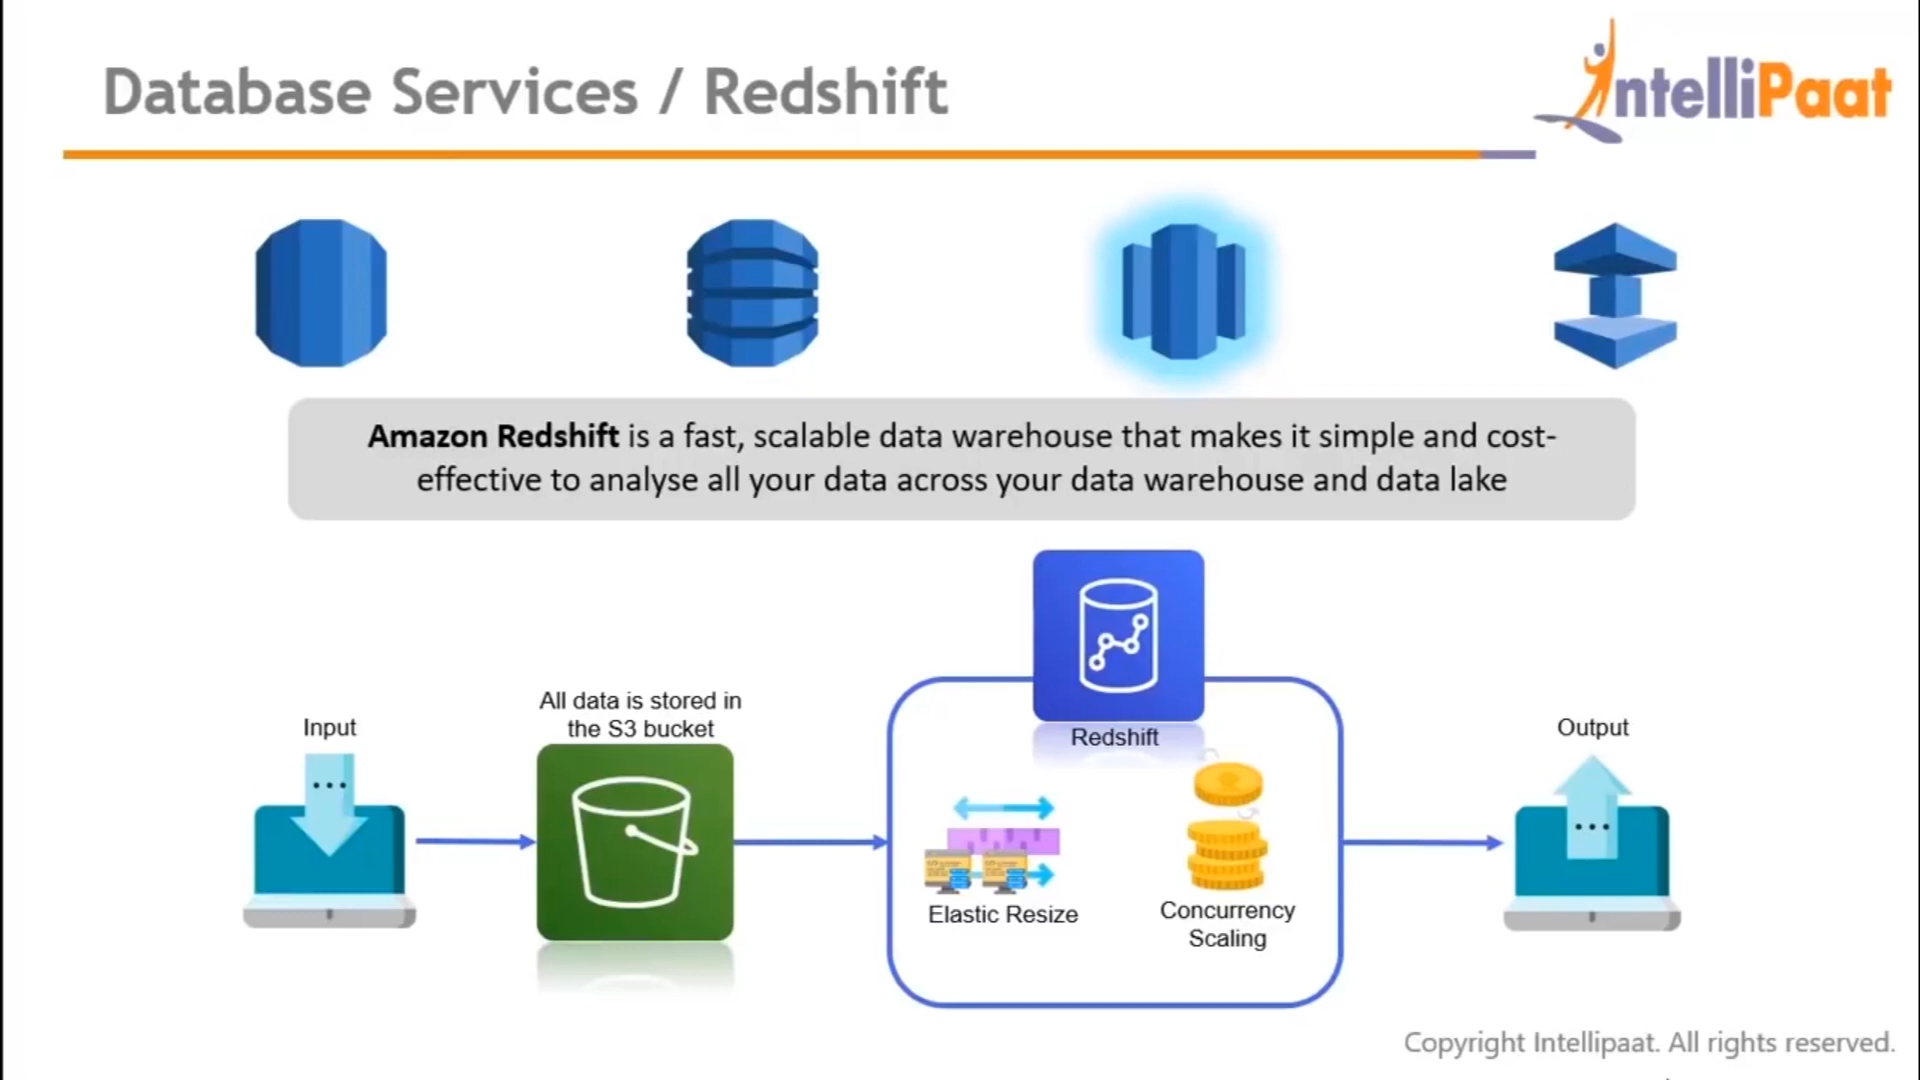 Database Services / Redshift
IntelliPaat
Amazon Redshift is a fast, scalable data warehouse that makes it simple and cost-
effective to analyse all your data across your data warehouse and data lake
Input
All data is stored in
the S3 bucket
Redshift
Elastic Resize
Concurrency
Scaling
Output
Copyright Intellipaat. All rights reserved.